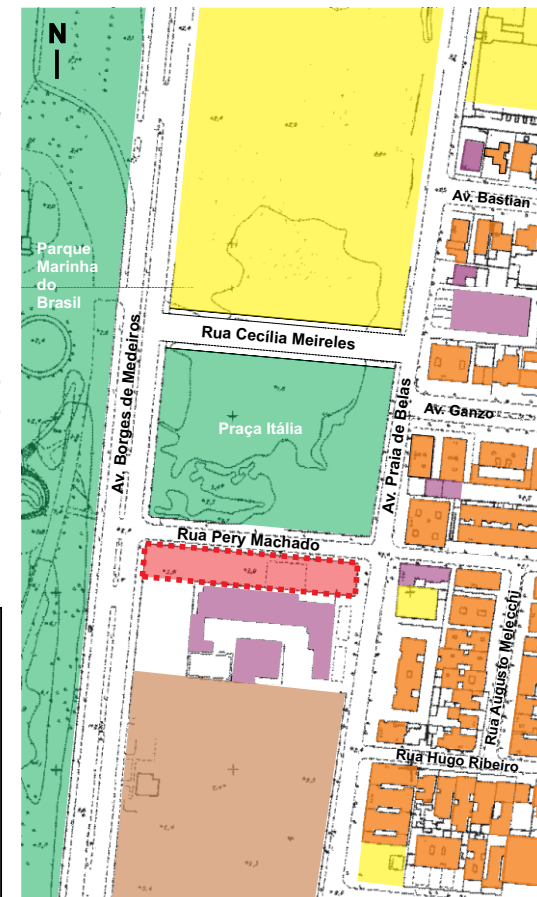 N
Av. Bastian
Parque
Marinha
do
Brasil
Rua Cecília Meireles
Av. Borges de Medeiros
Av. Praia de Belas
Av. Ganzo
Praça Itália
Rua Pery Machado
Rua Augusto Melecchi
Rua Hugo Ribeiro